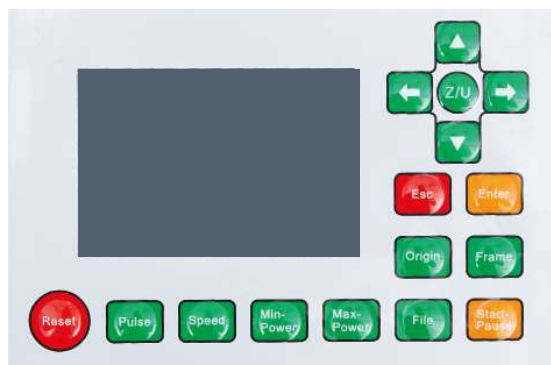 Z/U
Esc
Enter
Origin
Frame
Reset
Pulse
Speed
Min-
Power
Max-
Power
File
Start-
Pause